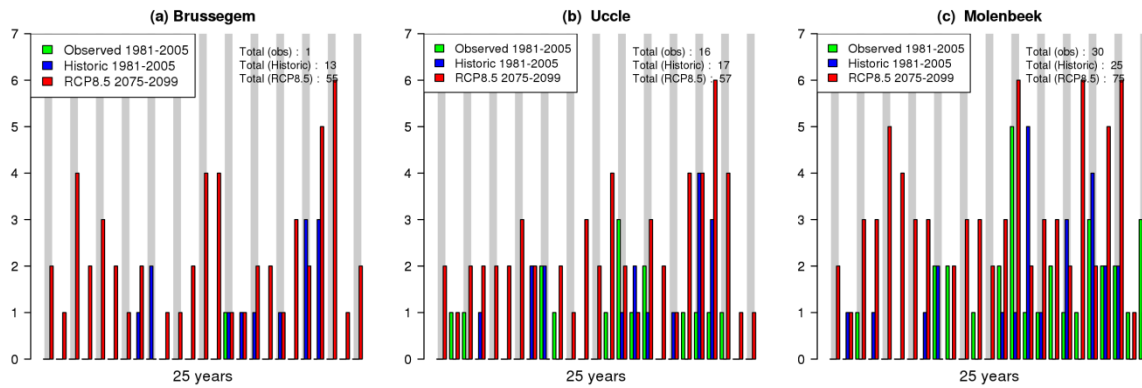 (a) Brussegem
7
6
5
4
3
2
1
0
Observed 1981-2005
Historic 1981-2005
RCP8.5 2075-2099
Total (obs) : 1
Total (Historic) : 13
Total (RCP8.5) : 55
25 years
(b) Uccle
7
6
5
4
3
2
1
0
Observed 1981-2005
Historic 1981-2005
RCP8.5 2075-2099
Total (obs) : 16
Total (Historic) : 17
Total (RCP8.5) : 57
25 years
(c) Molenbeek
7
6
5
4
3
2
1
0
Observed 1981-2005
Historic 1981-2005
RCP8.5 2075-2099
Total (obs) : 30
Total (Historic) : 25
Total (RCP8.5) : 75
25 years